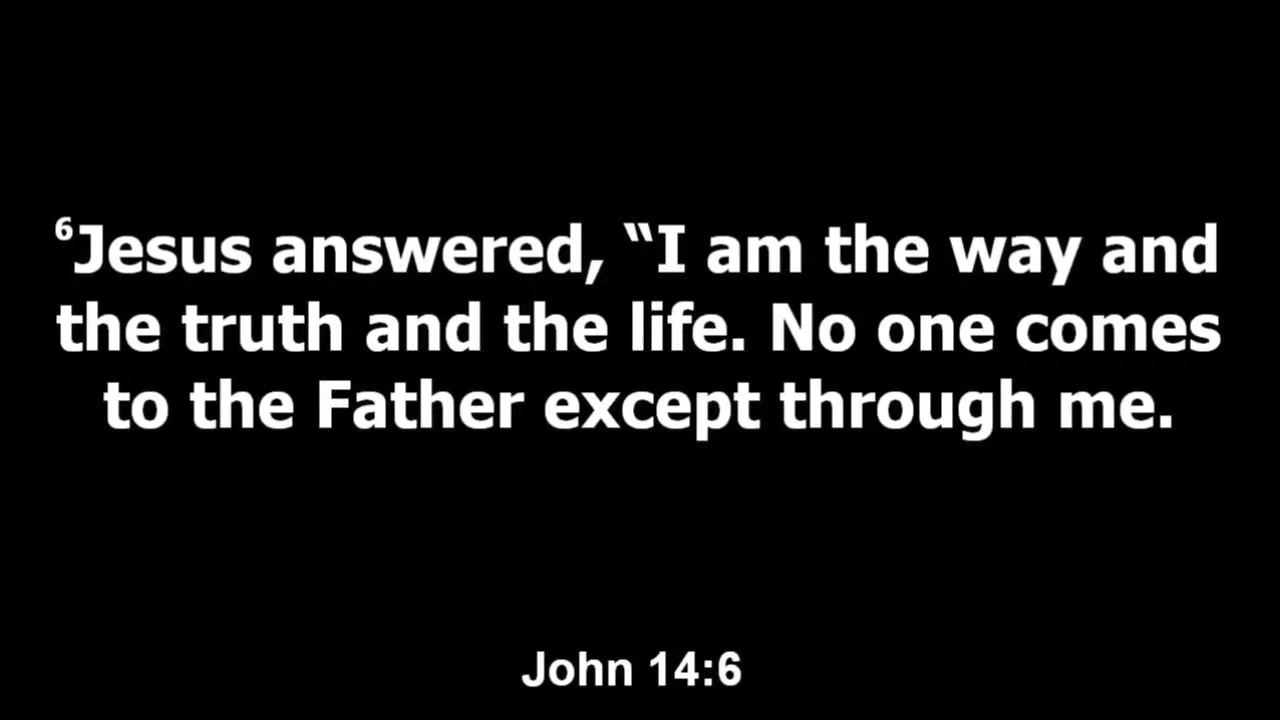 ⁶Jesus answered, “I am the way and
the truth and the life. No one comes
to the Father except through me.
John 14:6